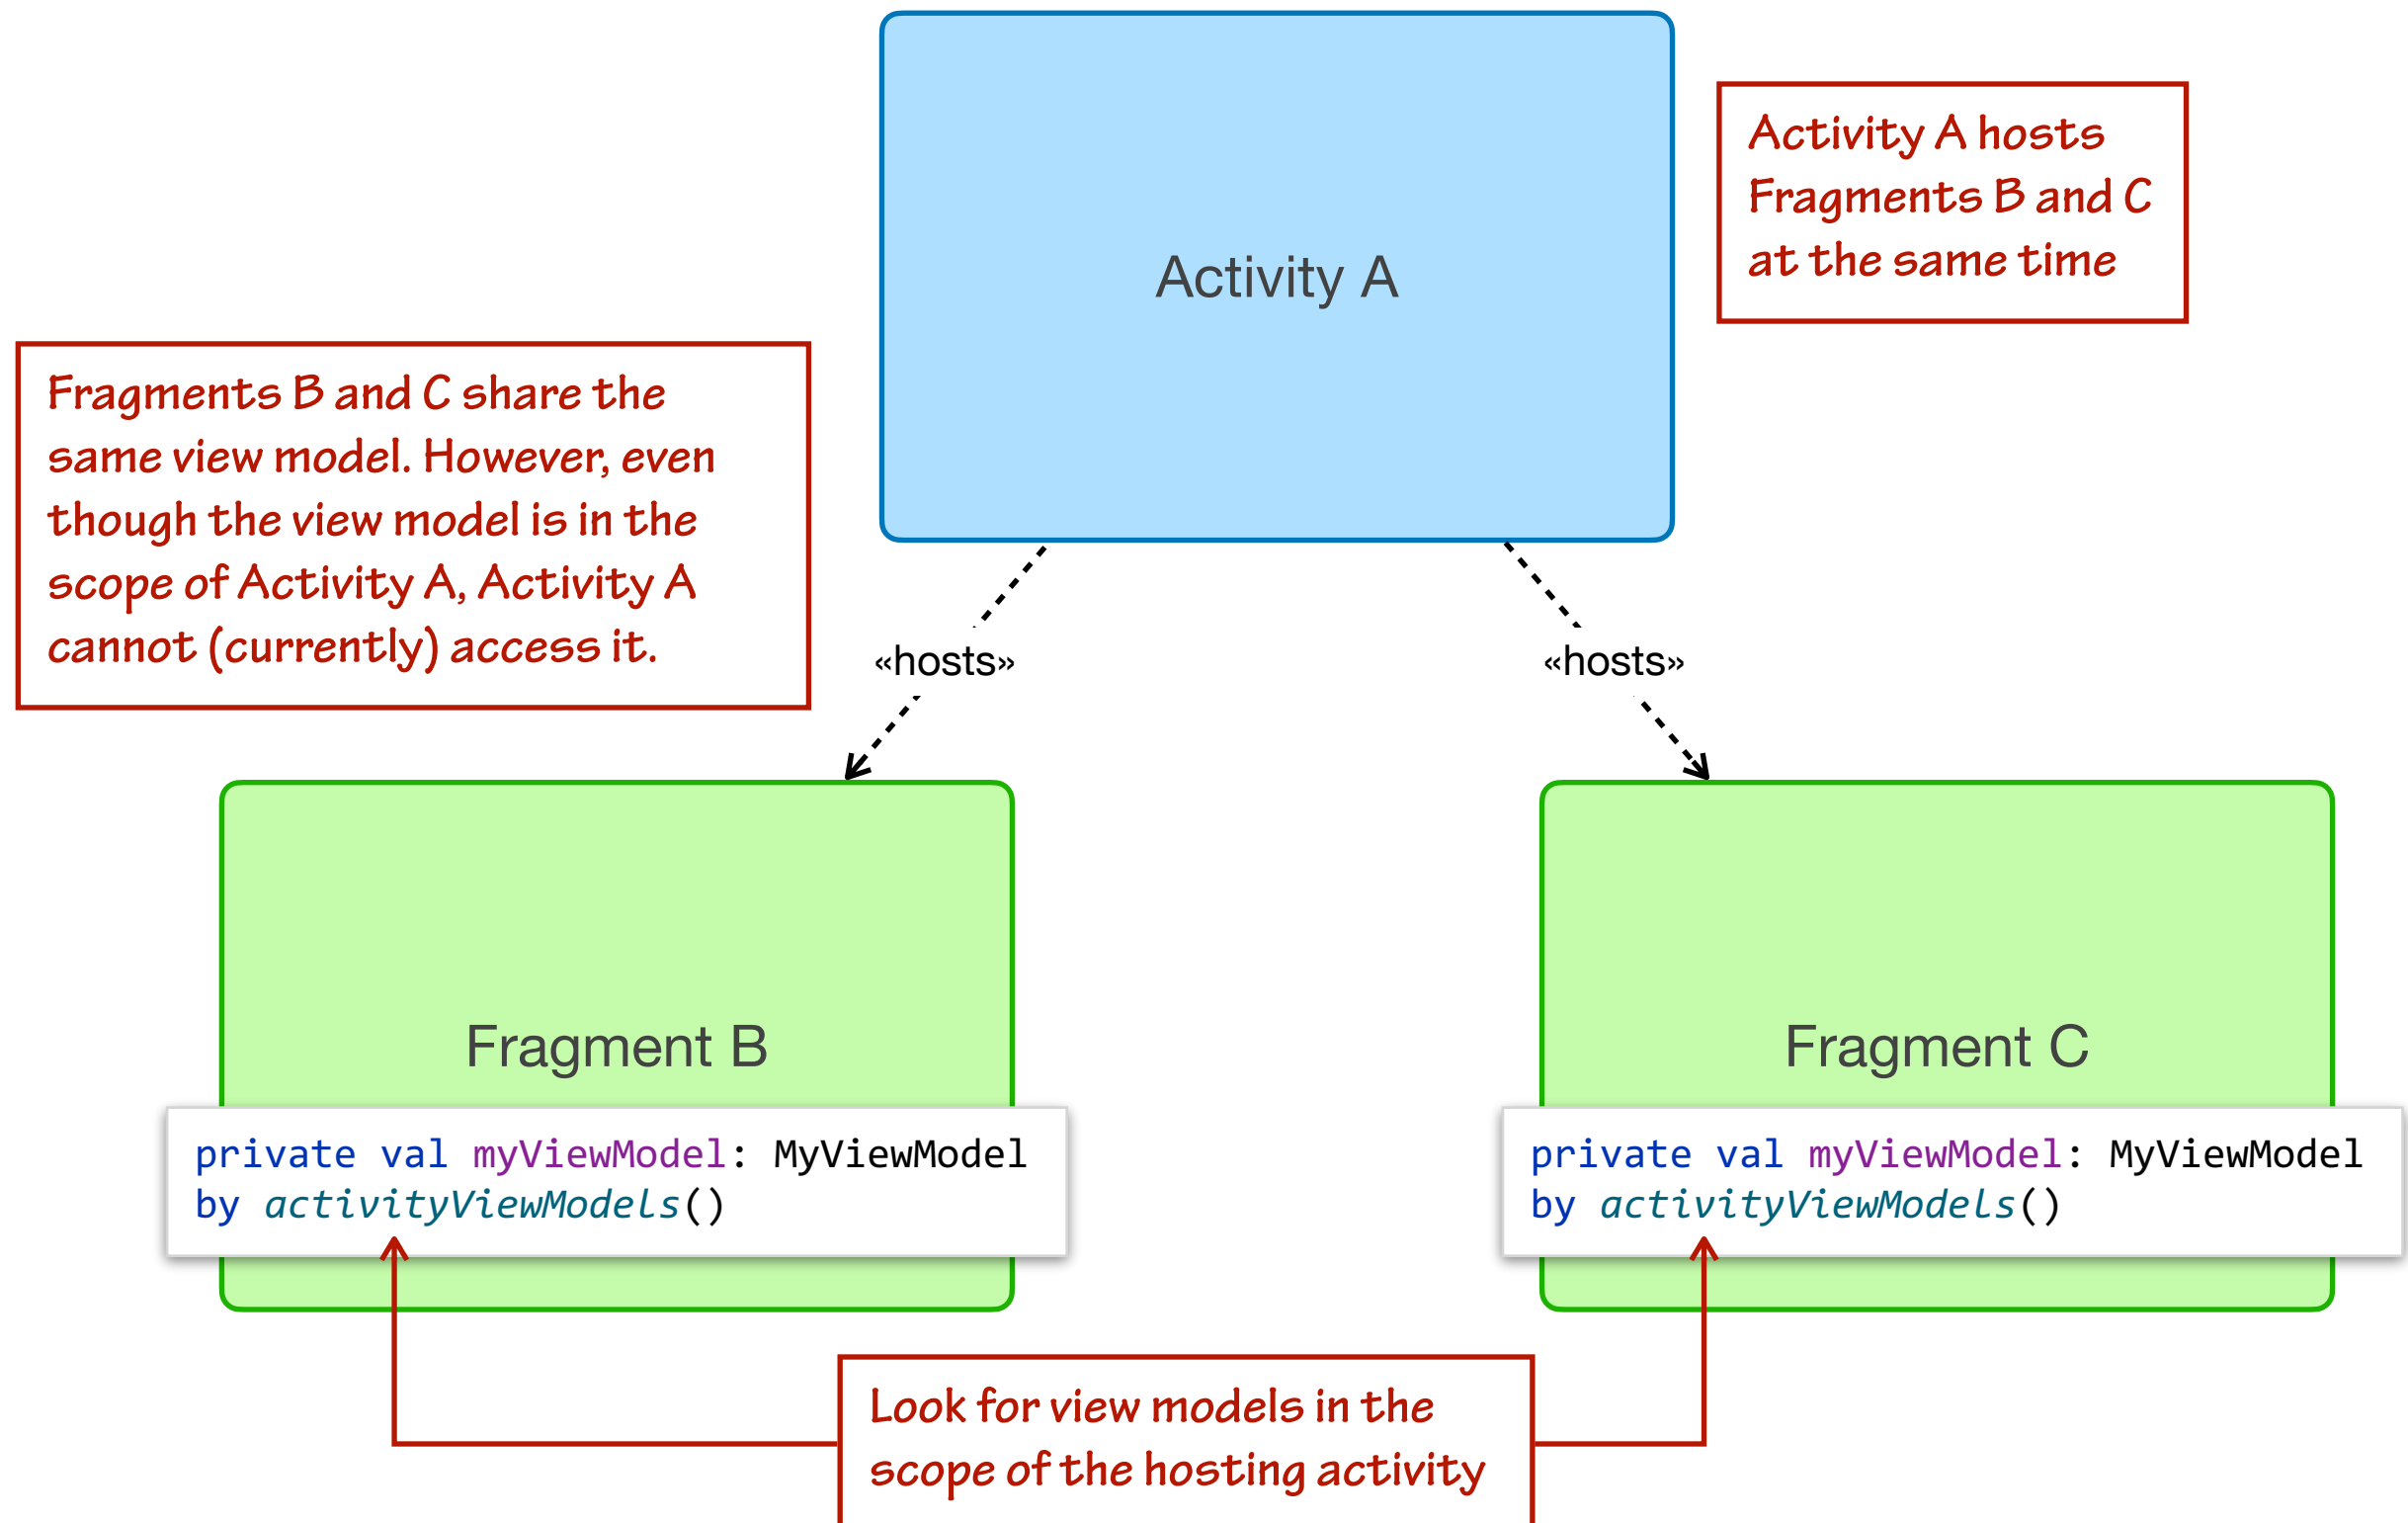 Activity A
Activity A hosts
Fragments B and C
at the same time
Fragments B and C share the
same view model. However, even
though the view model is in the
scope of Activity A, Activity A
cannot (currently) access it.
«hosts»
«hosts»
Fragment B
private val myViewModel: MyViewModel
by activityViewModels()
Fragment C
private val myViewModel: MyViewModel
by activityViewModels()
Look for view models in the
scope of the hosting activity